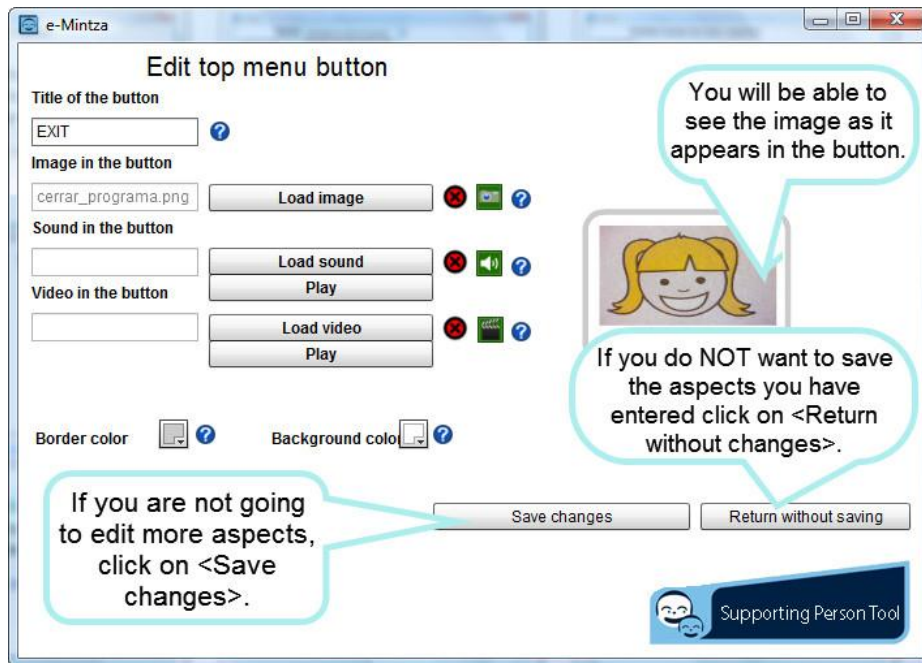 e-Mintza
Edit top menu button
Title of the button
EXIT
Image in the button
cerrar_programa.png
Load image
Sound in the button
Load sound
Play
Video in the button
Load video
Play
Border color
Background color
You will be able to
see the image as it
appears in the button.
If you do NOT want to save
the aspects you have
entered click on <Return
without changes>.
If you are not going
to edit more aspects,
click on <Save
changes>.
Save changes
Return without saving
Supporting Person Tool